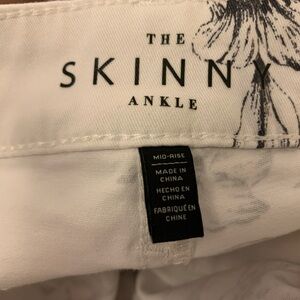 THE
SKINNY
ANKLE
MID-RISE
MADE IN
CHINA
HECHO EN
CHINA
FABRIQUÉ EN
CHINE